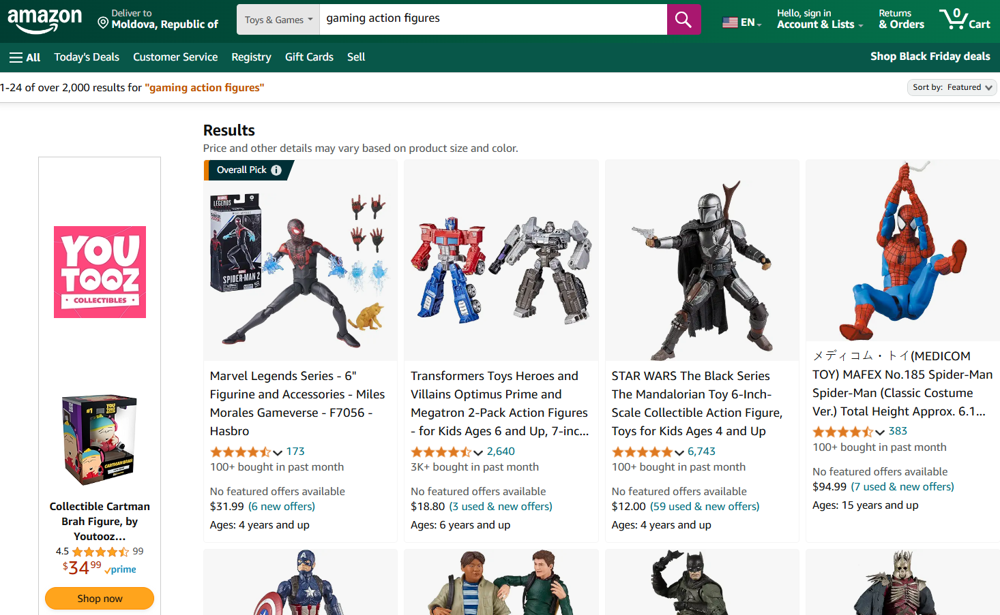 amazon
Deliver to
Moldova, Republic of
Toys & Games
gaming action figures
EN
Hello, sign in
Account & Lists
Returns
& Orders
0
Cart
All
Today's Deals
Customer Service
Registry
Gift Cards
Sell
Shop Black Friday deals
1-24 of over 2,000 results for "gaming action figures"
Sort by: Featured
Results
Price and other details may vary based on product size and color.
YOU
TOOZ
COLLECTIBLES
#1
YOU
TOOZ
CARTMAN BRAH
Collectible Cartman
Brah Figure, by
Youtooz...
4.5
99
$34.99
prime
Shop now
Overall Pick
MARVEL
LEGENDS
MARVEL
SPIDER-MAN 2
Marvel Legends Series - 6"
Figurine and Accessories - Miles
Morales Gameverse - F7056 -
Hasbro
173
100+ bought in past month
No featured offers available
$31.99 (6 new offers)
Ages: 4 years and up
Transformers Toys Heroes and
Villains Optimus Prime and
Megatron 2-Pack Action Figures
- for Kids Ages 6 and Up, 7-inc...
2,640
3K+ bought in past month
No featured offers available
$18.80 (3 used & new offers)
Ages: 6 years and up
STAR WARS The Black Series
The Mandalorian Toy 6-Inch-
Scale Collectible Action Figure,
Toys for Kids Ages 4 and Up
6,743
100+ bought in past month
No featured offers available
$12.00 (59 used & new offers)
Ages: 4 years and up
メディコム・トイ(MEDICOM
TOY) MAFEX No.185 Spider-Man
Spider-Man (Classic Costume
Ver.) Total Height Approx. 6.1...
383
100+ bought in past month
No featured offers available
$94.99 (7 used & new offers)
Ages: 15 years and up
A